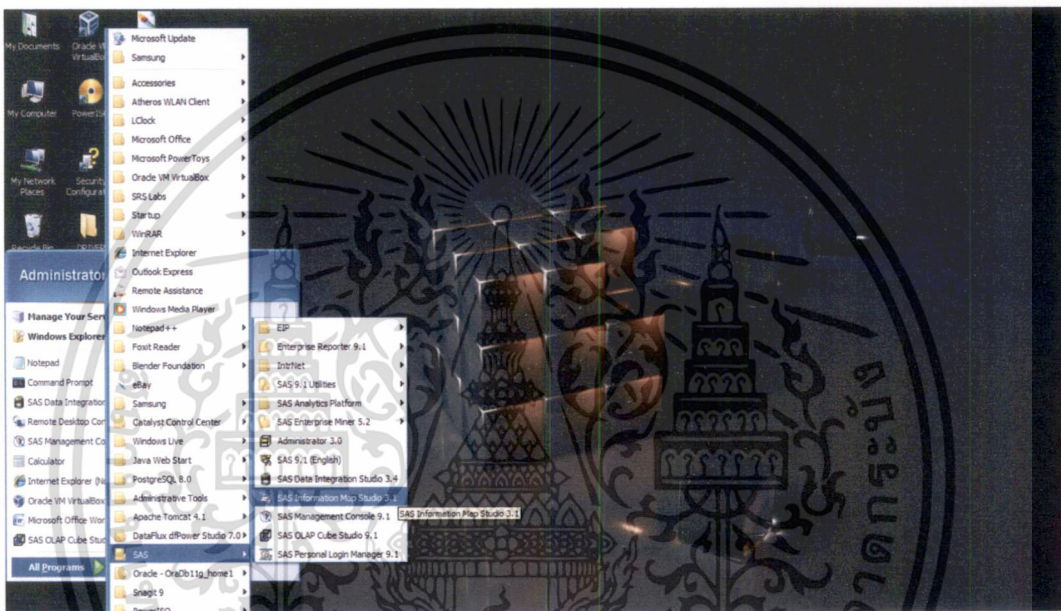 My Documents
Oracle VM
VirtualBo
My Computer
PowerIS
My Network
Places
Security
Configurat
Recycle Bin
DRIVER
Administrator
Manage Your Ser
Windows Explorer
Notepad
Command Prompt
SAS Data Integration
Remote Desktop Con
SAS Management Co
Calculator
Internet Explorer (N
Oracle VM VirtualBox
Microsoft Office Wor
SAS OLAP Cube Stud
All Programs
Microsoft Update
Samsung
Accessories
Atheros WLAN Client
LClock
Microsoft Office
Microsoft PowerToys
Oracle VM VirtualBox
SRS Labs
Startup
WinRAR
Internet Explorer
Outlook Express
Remote Assistance
Windows Media Player
Notepad++
Foxit Reader
Blender Foundation
eBay
Samsung
Catalyst Control Center
Windows Live
Java Web Start
PostgreSQL 8.0
Administrative Tools
Apache Tomcat 4.1
DataFlux dfPower Studio 7.0
SAS
Oracle - OraDb11g_home1
Snagit 9
PowerISO
EIP
Enterprise Reporter 9.1
IntrNet
SAS 9.1 Utilities
SAS Analytics Platform
SAS Enterprise Miner 5.2
Administrator 3.0
SAS 9.1 (English)
SAS Data Integration Studio 3.4
SAS Information Map Studio 3.1
SAS Management Console 9.1
SAS OLAP Cube Studio 9.1
SAS Personal Login Manager 9.1
SAS Information Map Studio 3.1